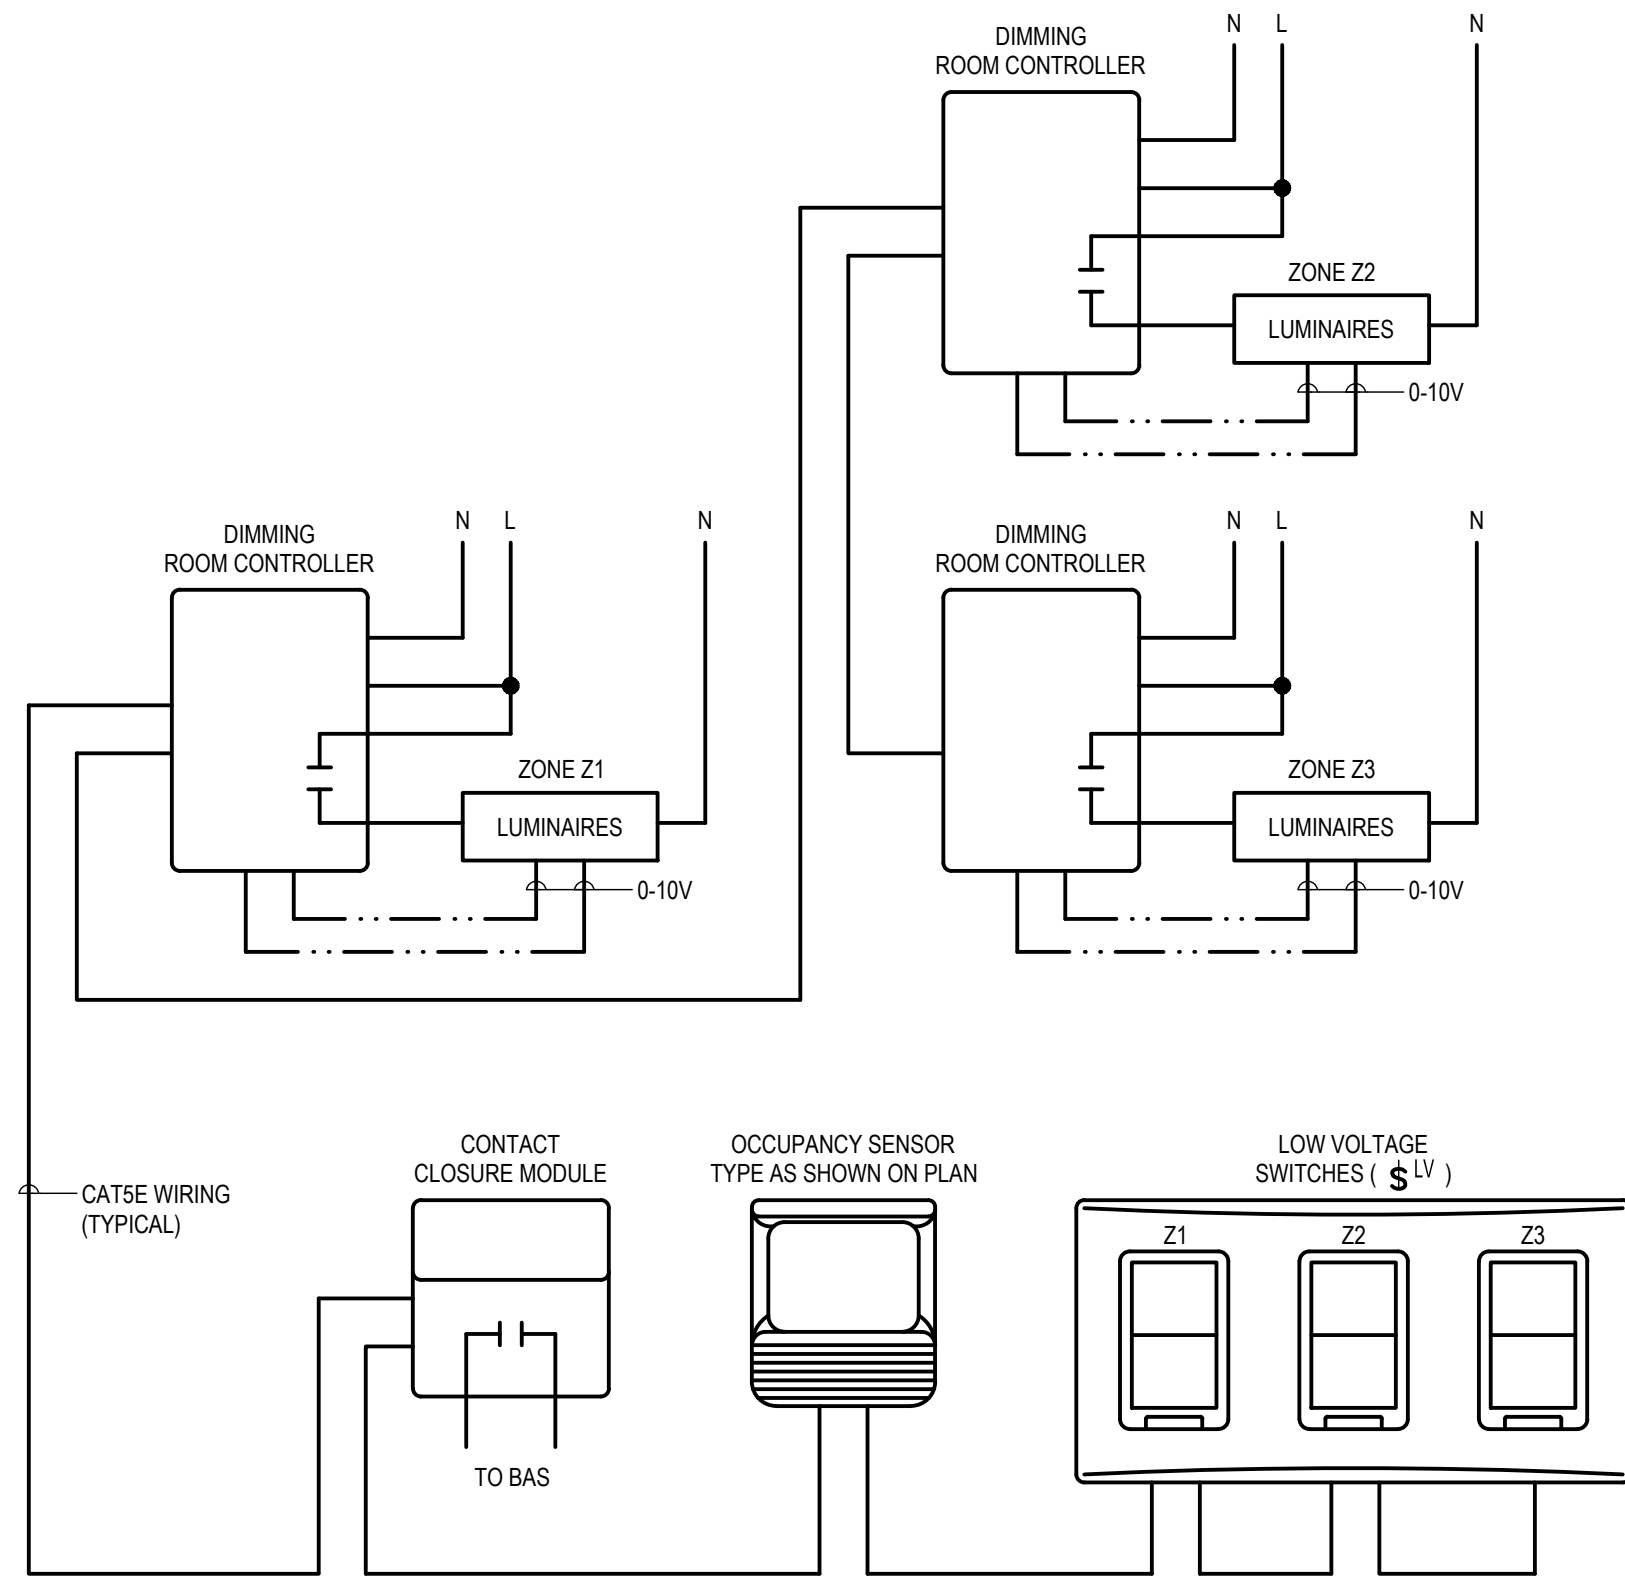 DIMMING
ROOM CONTROLLER
N L N
ZONE Z2
LUMINAIRES
0-10V
DIMMING
ROOM CONTROLLER
N L N
ZONE Z1
LUMINAIRES
0-10V
DIMMING
ROOM CONTROLLER
N L N
ZONE Z3
LUMINAIRES
0-10V
CAT5E WIRING
(TYPICAL)
CONTACT
CLOSURE MODULE
TO BAS
OCCUPANCY SENSOR
TYPE AS SHOWN ON PLAN
LOW VOLTAGE
SWITCHES ( $ LV )
Z1 Z2 Z3